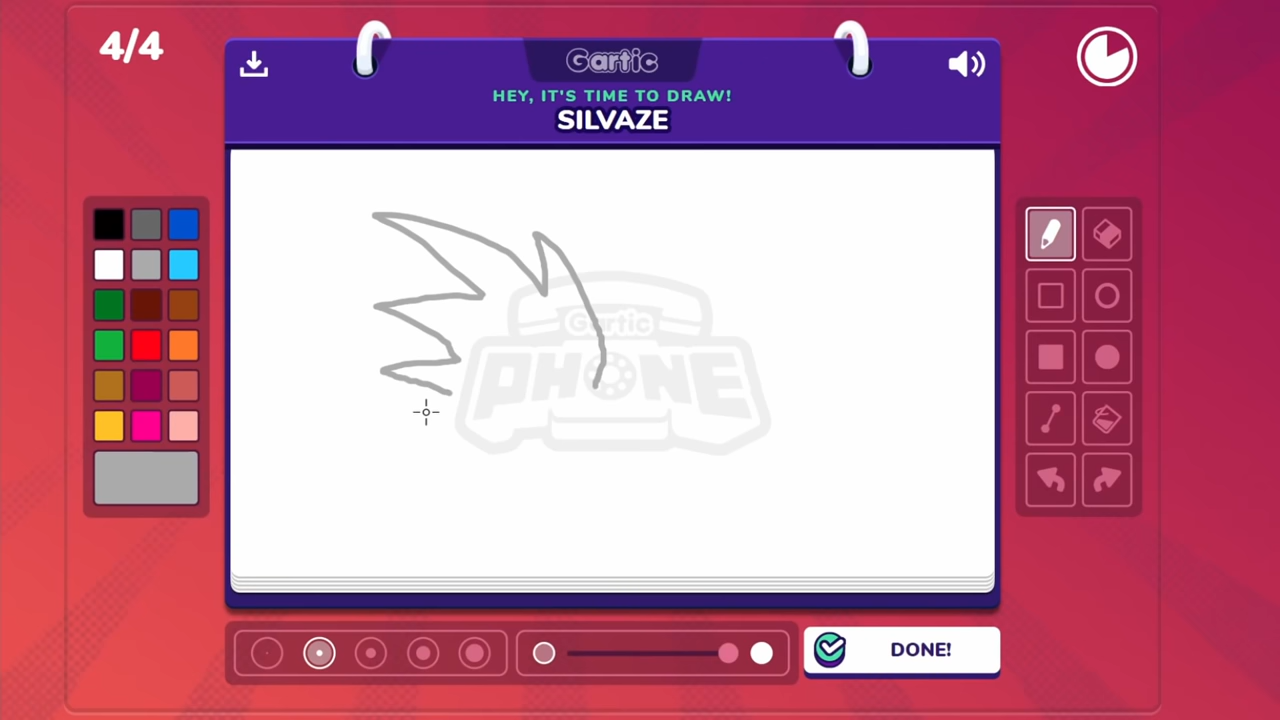 4/4
Gartic
HEY, IT'S TIME TO DRAW!
SILVAZE
Gartic
PHONE
DONE!